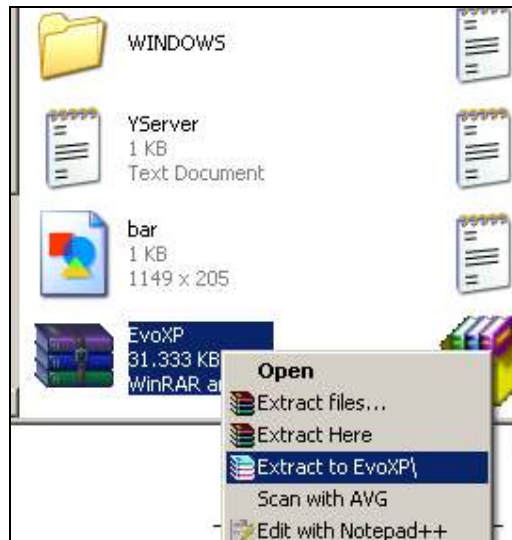 WINDOWS
YServer
1 KB
Text Document
bar
1 KB
1149 x 205
EvoXP
31.333 KB
WinRAR a
Open
Extract files...
Extract Here
Extract to EvoXP\
Scan with AVG
Edit with Notepad++